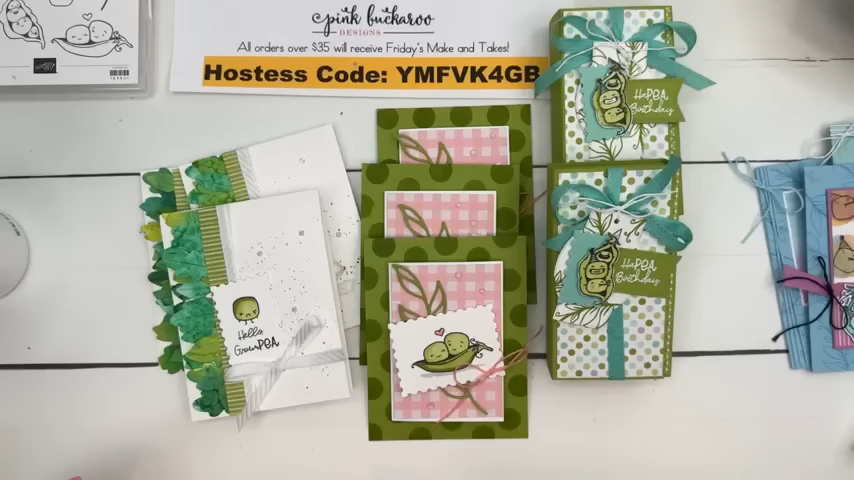 pink buckaroo
DESIGNS
All orders over $35 will receive Friday's Make and Takes!
Hostess Code: YMFVK4GB
HaPEA
Birthday
HaPEA
Birthday
Hello
GrumPEA